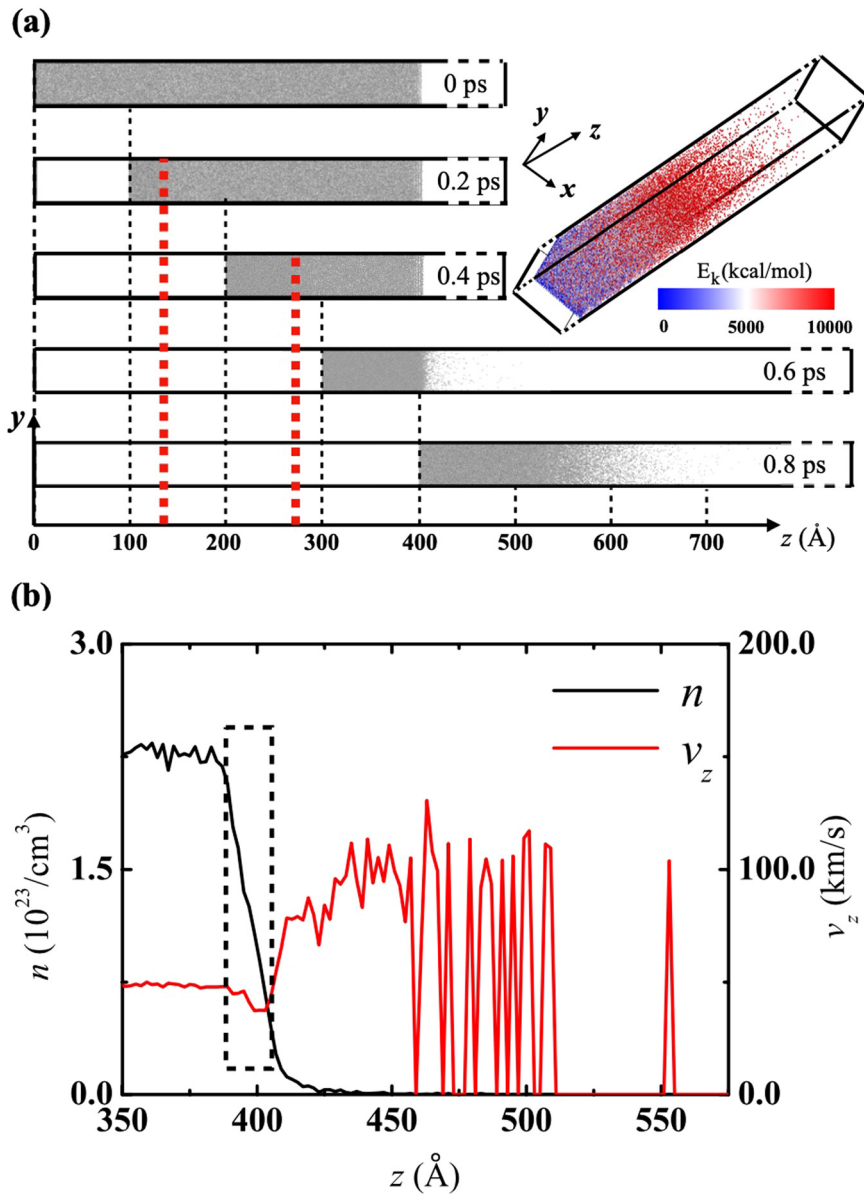 (a)
0 ps
0.2 ps
0.4 ps
0.6 ps
0.8 ps
y
z
x
E_k(kcal/mol)
0 5000 10000
y
0 100 200 300 400 500 600 700 z (Å)
(b)
3.0
1.5
0.0
n (10^23/cm^3)
200.0
100.0
0.0
v_z (km/s)
n
v_z
350 400 450 500 550
z (Å)